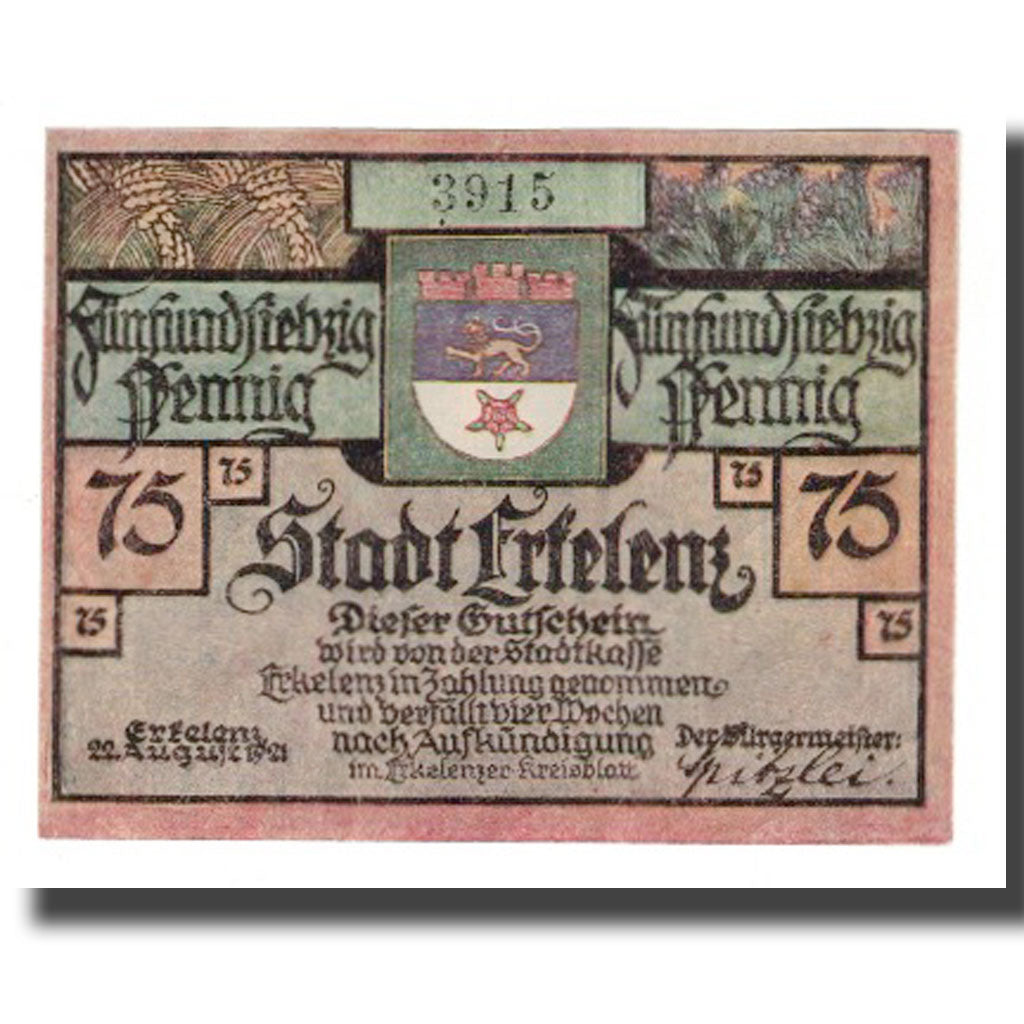 3915
Fünfundsiebzig
Pfennig
Fünfundsiebzig
Pfennig
75
75
75
75
Stadt Erkelenz
75
75
Dieser Gutschein
wird von der Stadtkasse
Erkelenz in Zahlung genommen
und verfällt vier Wochen
nach Aufkündigung
im Erkelenzer Kreisblatt
Erkelenz
22. August 1921
Der Bürgermeister: